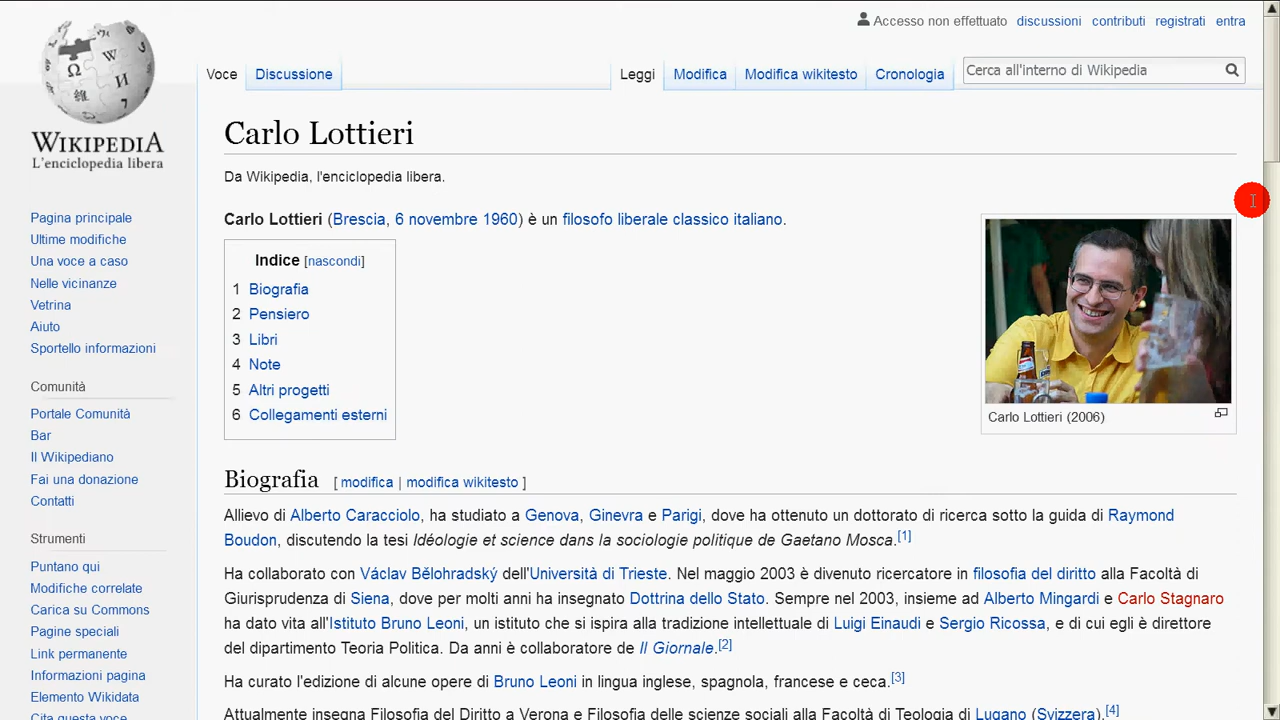 Accesso non effettuato discussioni contributi registrati entra
Voce Discussione Leggi Modifica Modifica wikitesto Cronologia Cerca all'interno di Wikipedia
WIKIPEDIA
L'enciclopedia libera
Pagina principale
Ultime modifiche
Una voce a caso
Nelle vicinanze
Vetrina
Aiuto
Sportello informazioni
Comunità
Portale Comunità
Bar
Il Wikipediano
Fai una donazione
Contatti
Strumenti
Puntano qui
Modifiche correlate
Carica su Commons
Pagine speciali
Link permanente
Informazioni pagina
Elemento Wikidata
Cita questa voce
Carlo Lottieri
Da Wikipedia, l'enciclopedia libera.
Carlo Lottieri (Brescia, 6 novembre 1960) è un filosofo liberale classico italiano.
Indice [nascondi]
1 Biografia
2 Pensiero
3 Libri
4 Note
5 Altri progetti
6 Collegamenti esterni
Carlo Lottieri (2006)
Biografia [ modifica | modifica wikitesto ]
Allievo di Alberto Caracciolo, ha studiato a Genova, Ginevra e Parigi, dove ha ottenuto un dottorato di ricerca sotto la guida di Raymond
Boudon, discutendo la tesi Idéologie et science dans la sociologie politique de Gaetano Mosca.[1]
Ha collaborato con Václav Bělohradský dell'Università di Trieste. Nel maggio 2003 è divenuto ricercatore in filosofia del diritto alla Facoltà di
Giurisprudenza di Siena, dove per molti anni ha insegnato Dottrina dello Stato. Sempre nel 2003, insieme ad Alberto Mingardi e Carlo Stagnaro
ha dato vita all'Istituto Bruno Leoni, un istituto che si ispira alla tradizione intellettuale di Luigi Einaudi e Sergio Ricossa, e di cui egli è direttore
del dipartimento Teoria Politica. Da anni è collaboratore de Il Giornale.[2]
Ha curato l'edizione di alcune opere di Bruno Leoni in lingua inglese, spagnola, francese e ceca.[3]
Attualmente insegna Filosofia del Diritto a Verona e Filosofia delle scienze sociali alla Facoltà di Teologia di Lugano (Svizzera).[4]